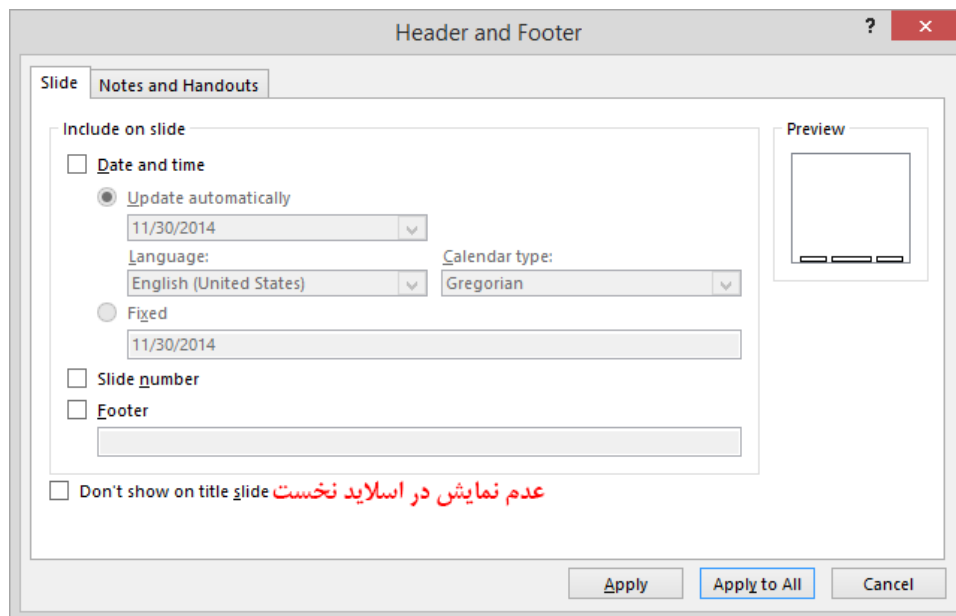 Header and Footer
? ×
Slide
Notes and Handouts
Include on slide
Date and time
Update automatically
11/30/2014
Language:
Calendar type:
English (United States)
Gregorian
Fixed
11/30/2014
Slide number
Footer
Don't show on title slide عدم نمایش در اسلاید نخست
Preview
Apply
Apply to All
Cancel